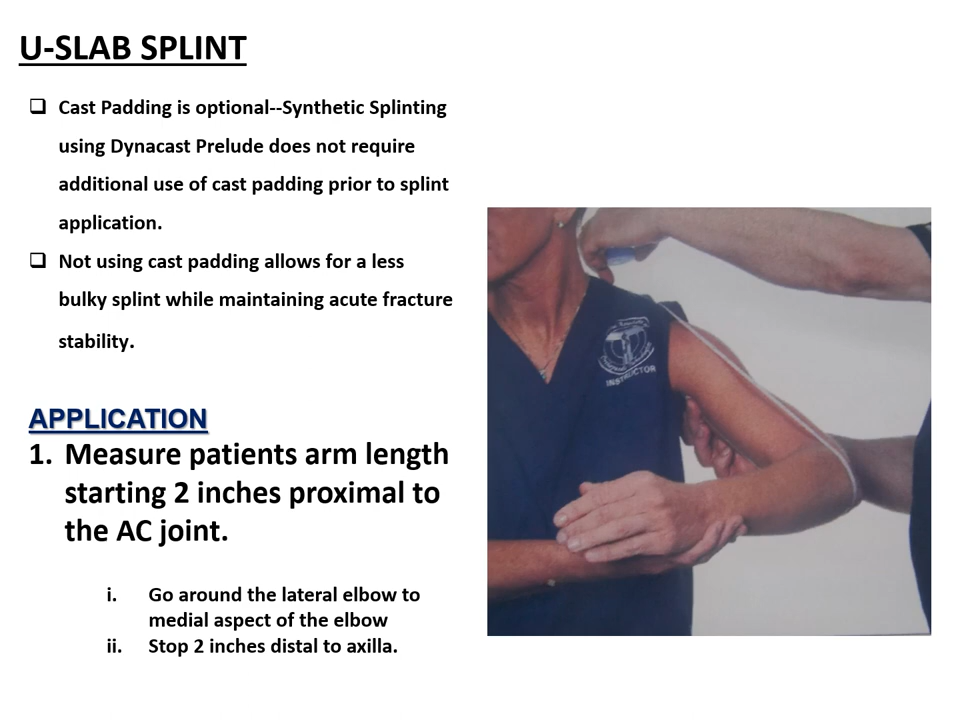 U-SLAB SPLINT
❑ Cast Padding is optional--Synthetic Splinting
using Dynacast Prelude does not require
additional use of cast padding prior to splint
application.
❑ Not using cast padding allows for a less
bulky splint while maintaining acute fracture
stability.
APPLICATION
1. Measure patients arm length
starting 2 inches proximal to
the AC joint.
i. Go around the lateral elbow to
medial aspect of the elbow
ii. Stop 2 inches distal to axilla.
INSTRUCTOR